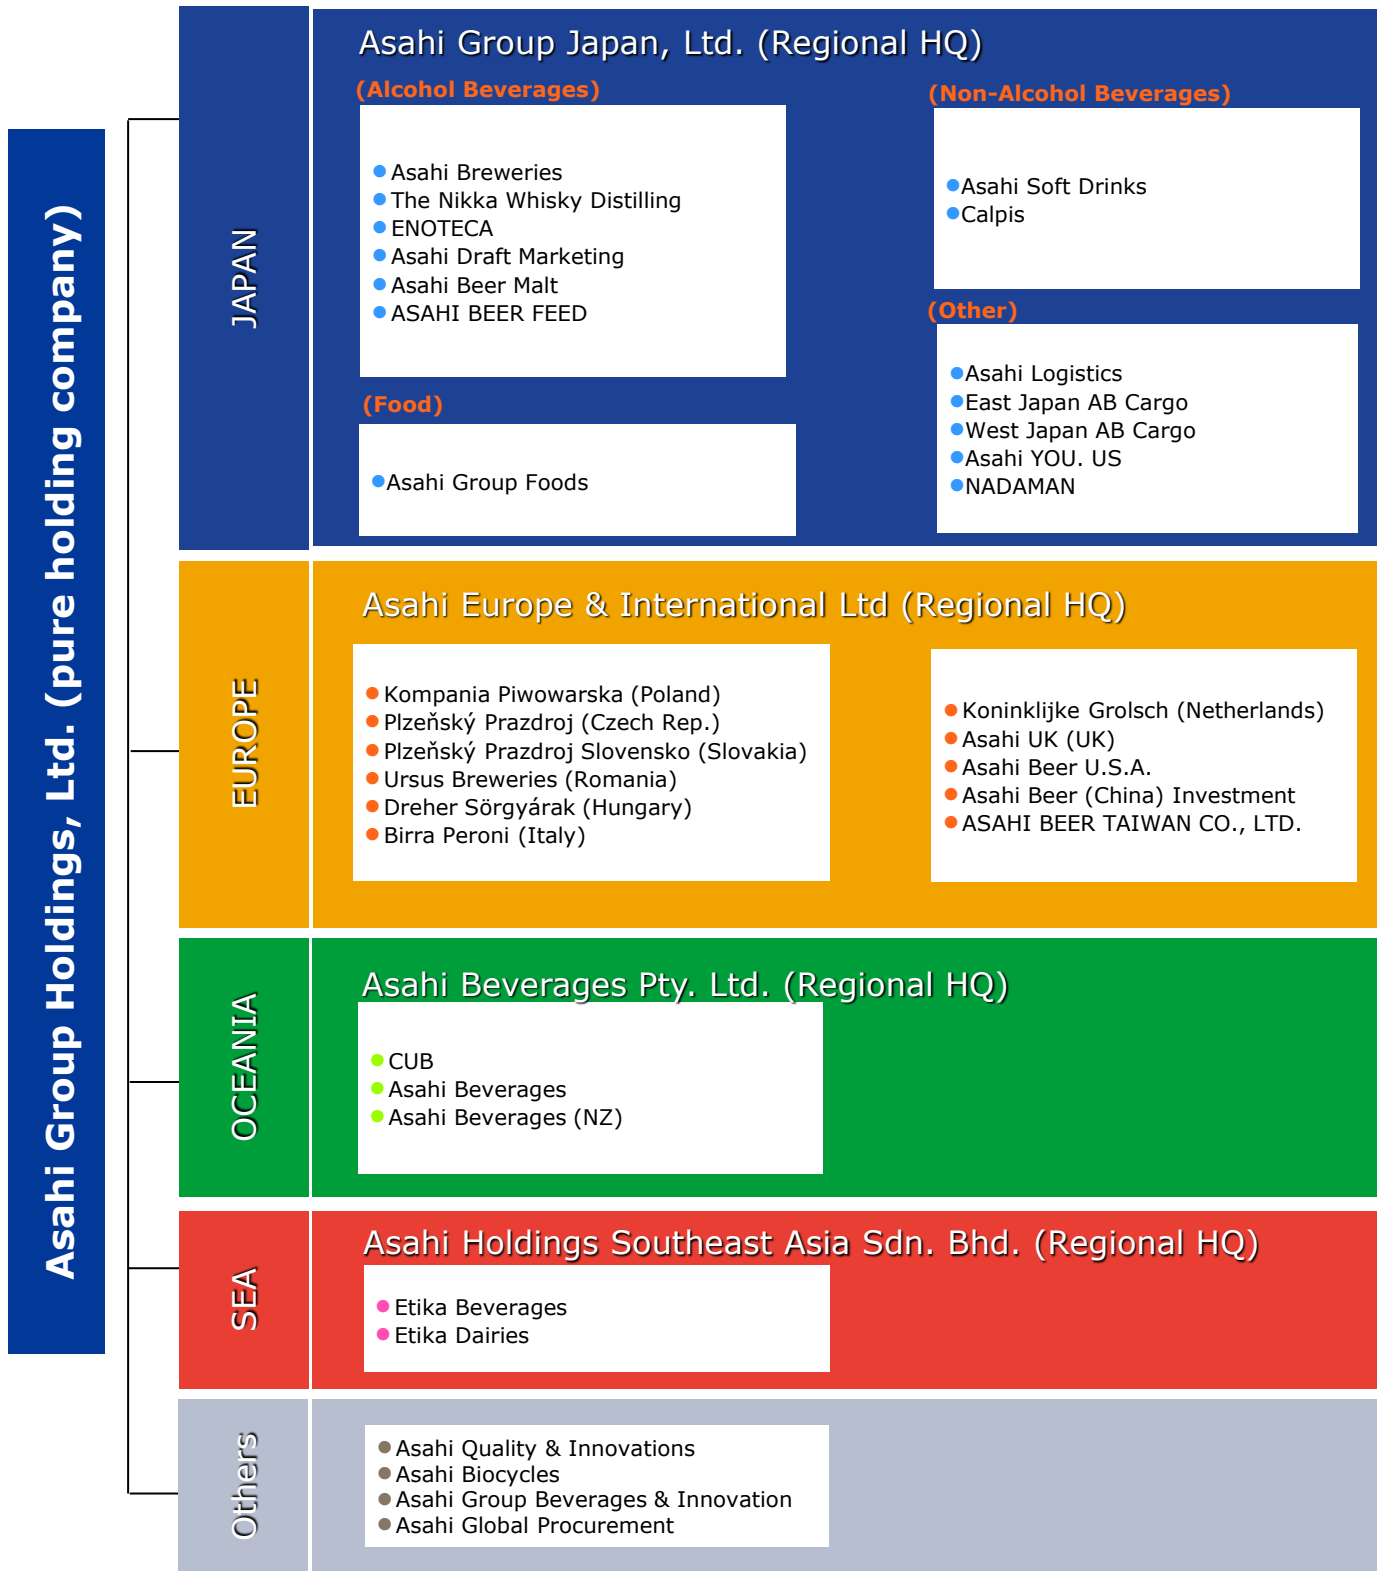 Asahi Group Holdings, Ltd. (pure holding company)
JAPAN
Asahi Group Japan, Ltd. (Regional HQ)
(Alcohol Beverages)
Asahi Breweries
The Nikka Whisky Distilling
ENOTECA
Asahi Draft Marketing
Asahi Beer Malt
ASAHI BEER FEED
(Food)
Asahi Group Foods
(Non-Alcohol Beverages)
Asahi Soft Drinks
Calpis
(Other)
Asahi Logistics
East Japan AB Cargo
West Japan AB Cargo
Asahi YOU. US
NADAMAN
EUROPE
Asahi Europe & International Ltd (Regional HQ)
Kompania Piwowarska (Poland)
Plzeňský Prazdroj (Czech Rep.)
Plzeňský Prazdroj Slovensko (Slovakia)
Ursus Breweries (Romania)
Dreher Sörgyárak (Hungary)
Birra Peroni (Italy)
Koninklijke Grolsch (Netherlands)
Asahi UK (UK)
Asahi Beer U.S.A.
Asahi Beer (China) Investment
ASAHI BEER TAIWAN CO., LTD.
OCEANIA
Asahi Beverages Pty. Ltd. (Regional HQ)
CUB
Asahi Beverages
Asahi Beverages (NZ)
SEA
Asahi Holdings Southeast Asia Sdn. Bhd. (Regional HQ)
Etika Beverages
Etika Dairies
Others
Asahi Quality & Innovations
Asahi Biocycles
Asahi Group Beverages & Innovation
Asahi Global Procurement